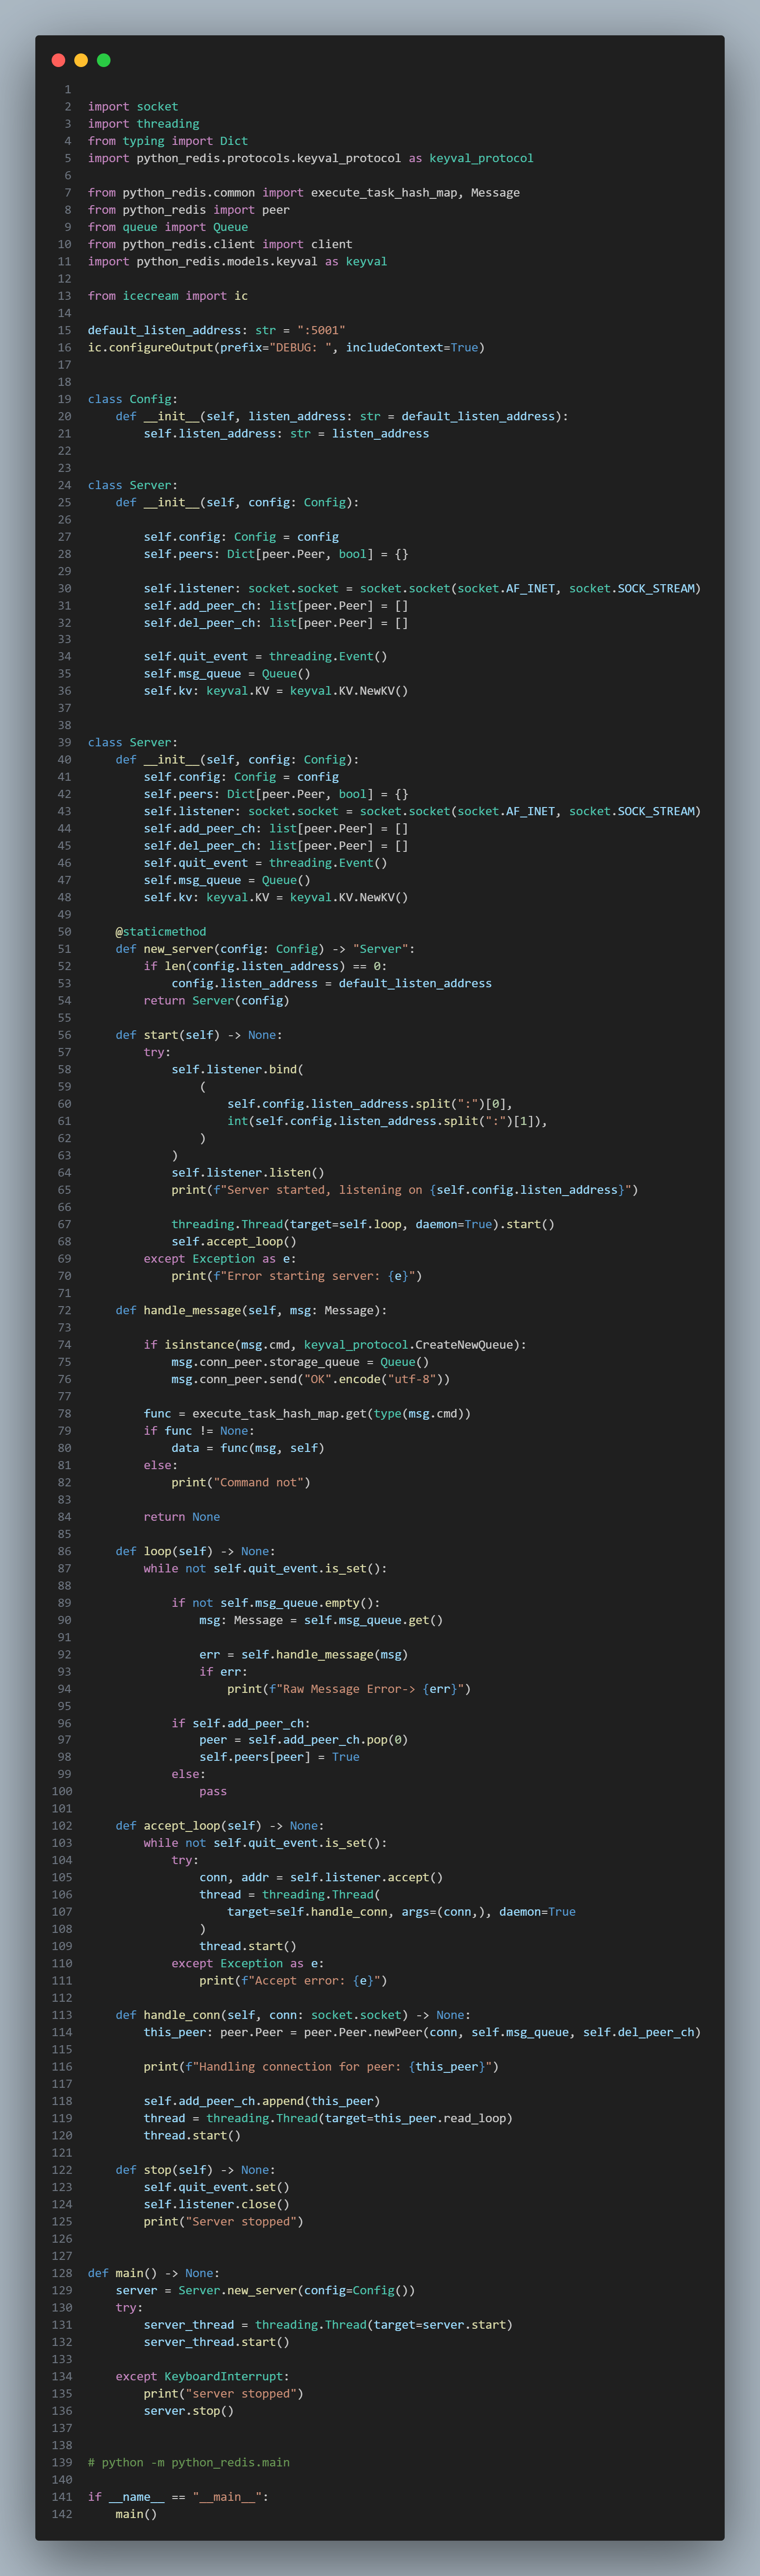 1
2 import socket
3 import threading
4 from typing import Dict
5 import python_redis.protocols.keyval_protocol as keyval_protocol
6
7 from python_redis.common import execute_task_hash_map, Message
8 from python_redis import peer
9 from queue import Queue
10 from python_redis.client import client
11 import python_redis.models.keyval as keyval
12
13 from icecream import ic
14
15 default_listen_address: str = ":5001"
16 ic.configureOutput(prefix="DEBUG: ", includeContext=True)
17
18
19 class Config:
20     def __init__(self, listen_address: str = default_listen_address):
21         self.listen_address: str = listen_address
22
23
24 class Server:
25     def __init__(self, config: Config):
26
27         self.config: Config = config
28         self.peers: Dict[peer.Peer, bool] = {}
29
30         self.listener: socket.socket = socket.socket(socket.AF_INET, socket.SOCK_STREAM)
31         self.add_peer_ch: list[peer.Peer] = []
32         self.del_peer_ch: list[peer.Peer] = []
33
34         self.quit_event = threading.Event()
35         self.msg_queue = Queue()
36         self.kv: keyval.KV = keyval.KV.NewKV()
37
38
39 class Server:
40     def __init__(self, config: Config):
41         self.config: Config = config
42         self.peers: Dict[peer.Peer, bool] = {}
43         self.listener: socket.socket = socket.socket(socket.AF_INET, socket.SOCK_STREAM)
44         self.add_peer_ch: list[peer.Peer] = []
45         self.del_peer_ch: list[peer.Peer] = []
46         self.quit_event = threading.Event()
47         self.msg_queue = Queue()
48         self.kv: keyval.KV = keyval.KV.NewKV()
49
50     @staticmethod
51     def new_server(config: Config) -> "Server":
52         if len(config.listen_address) == 0:
53             config.listen_address = default_listen_address
54         return Server(config)
55
56     def start(self) -> None:
57         try:
58             self.listener.bind(
59                 (
60                     self.config.listen_address.split(":")[0],
61                     int(self.config.listen_address.split(":")[1]),
62                 )
63             )
64             self.listener.listen()
65             print(f"Server started, listening on {self.config.listen_address}")
66
67             threading.Thread(target=self.loop, daemon=True).start()
68             self.accept_loop()
69         except Exception as e:
70             print(f"Error starting server: {e}")
71
72     def handle_message(self, msg: Message):
73
74         if isinstance(msg.cmd, keyval_protocol.CreateNewQueue):
75             msg.conn_peer.storage_queue = Queue()
76             msg.conn_peer.send("OK".encode("utf-8"))
77
78         func = execute_task_hash_map.get(type(msg.cmd))
79         if func != None:
80             data = func(msg, self)
81         else:
82             print("Command not")
83
84         return None
85
86     def loop(self) -> None:
87         while not self.quit_event.is_set():
88
89             if not self.msg_queue.empty():
90                 msg: Message = self.msg_queue.get()
91
92                 err = self.handle_message(msg)
93                 if err:
94                     print(f"Raw Message Error-> {err}")
95
96             if self.add_peer_ch:
97                 peer = self.add_peer_ch.pop(0)
98                 self.peers[peer] = True
99             else:
100                 pass
101
102     def accept_loop(self) -> None:
103         while not self.quit_event.is_set():
104             try:
105                 conn, addr = self.listener.accept()
106                 thread = threading.Thread(
107                     target=self.handle_conn, args=(conn,), daemon=True
108                 )
109                 thread.start()
110             except Exception as e:
111                 print(f"Accept error: {e}")
112
113     def handle_conn(self, conn: socket.socket) -> None:
114         this_peer: peer.Peer = peer.Peer.newPeer(conn, self.msg_queue, self.del_peer_ch)
115
116         print(f"Handling connection for peer: {this_peer}")
117
118         self.add_peer_ch.append(this_peer)
119         thread = threading.Thread(target=this_peer.read_loop)
120         thread.start()
121
122     def stop(self) -> None:
123         self.quit_event.set()
124         self.listener.close()
125         print("Server stopped")
126
127
128 def main() -> None:
129     server = Server.new_server(config=Config())
130     try:
131         server_thread = threading.Thread(target=server.start)
132         server_thread.start()
133
134     except KeyboardInterrupt:
135         print("server stopped")
136         server.stop()
137
138
139 # python -m python_redis.main
140
141 if __name__ == "__main__":
142     main()